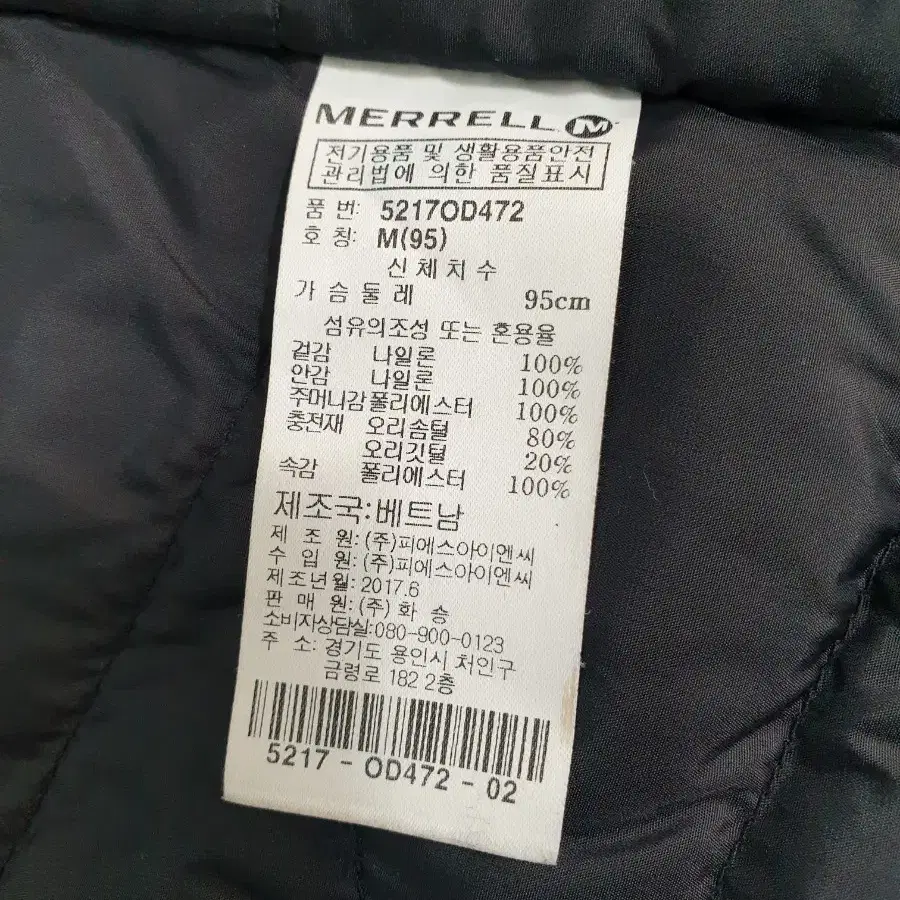 MERRELL M
전기용품 및 생활용품안전
관리법에 의한 품질표시
품 번: 5217OD472
호 칭: M(95)
신체치수
가슴둘레 95cm
섬유의조성 또는 혼용율
겉감 나일론 100%
안감 나일론 100%
주머니감 폴리에스터 100%
충전재 오리솜털 80%
오리깃털 20%
속감 폴리에스터 100%
제조국:베트남
제 조 원: (주)피에스아이엔씨
수 입 원: (주)피에스아이엔씨
제조년월: 2017.6
판 매 원: (주) 화 승
소비자상담실:080-900-0123
주 소: 경기도 용인시 처인구
금령로 182 2층
5217 - OD472 - 02